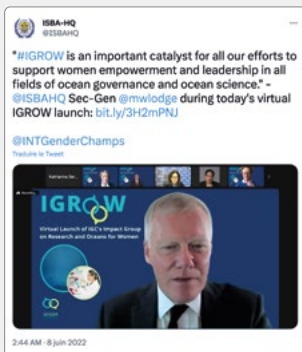 ISBA-HQ
@ISBAHQ
"#IGROW is an important catalyst for all our efforts to
support women empowerment and leadership in all
fields of ocean governance and ocean science." -
@ISBAHQ Sec-Gen @mwlodge during today's virtual
IGROW launch: bit.ly/3H2mPNJ
@INTGenderChamps
Traduire le Tweet
IGROW
Virtual Launch of IGC's Impact Group
on Research and Oceans for Women
2:44 AM · 8 juin 2022